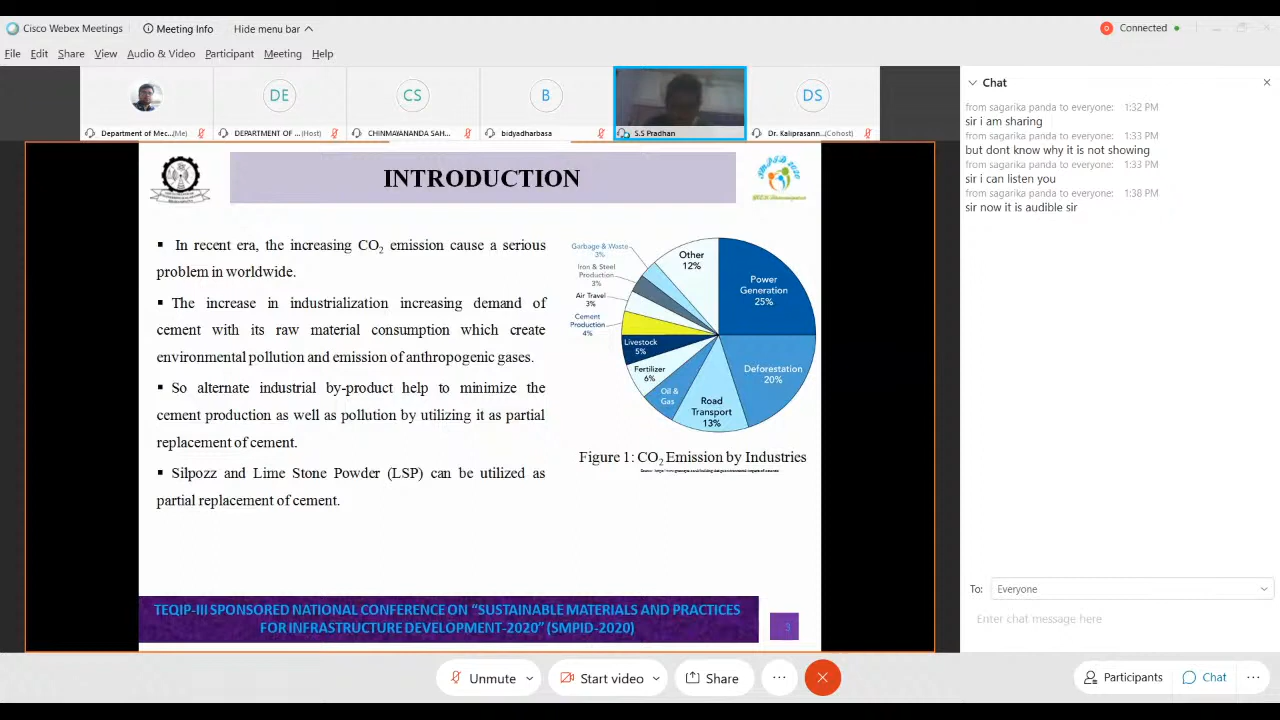 Cisco Webex Meetings
Meeting Info
Hide menu bar
Connected
File Edit Share View Audio & Video Participant Meeting Help
DE
CS
B
DS
Department of Mec...(Me)
DEPARTMENT OF ...(Host)
CHINMAYANANDA SAH...
bidyadharbasa
S.S Pradhan
Dr. Kaliprasann...(Cohost)
INTRODUCTION
SMPID 2020
▪ In recent era, the increasing CO2 emission cause a serious
problem in worldwide.
▪ The increase in industrialization increasing demand of
cement with its raw material consumption which create
environmental pollution and emission of anthropogenic gases.
▪ So alternate industrial by-product help to minimize the
cement production as well as pollution by utilizing it as partial
replacement of cement.
▪ Silpozz and Lime Stone Powder (LSP) can be utilized as
partial replacement of cement.
Garbage & Waste
3%
Iron & Steel
Production
3%
Air Travel
3%
Cement
Production
4%
Livestock
5%
Fertilizer
6%
Oil &
Gas
Road
Transport
13%
Deforestation
20%
Power
Generation
25%
Other
12%
Figure 1: CO2 Emission by Industries
TEQIP-III SPONSORED NATIONAL CONFERENCE ON "SUSTAINABLE MATERIALS AND PRACTICES
FOR INFRASTRUCTURE DEVELOPMENT-2020" (SMPID-2020)
3
Chat
from sagarika panda to everyone: 1:32 PM
sir i am sharing
from sagarika panda to everyone: 1:33 PM
but dont know why it is not showing
from sagarika panda to everyone: 1:33 PM
sir i can listen you
from sagarika panda to everyone: 1:38 PM
sir now it is audible sir
To: Everyone
Enter chat message here
Unmute
Start video
Share
Participants
Chat